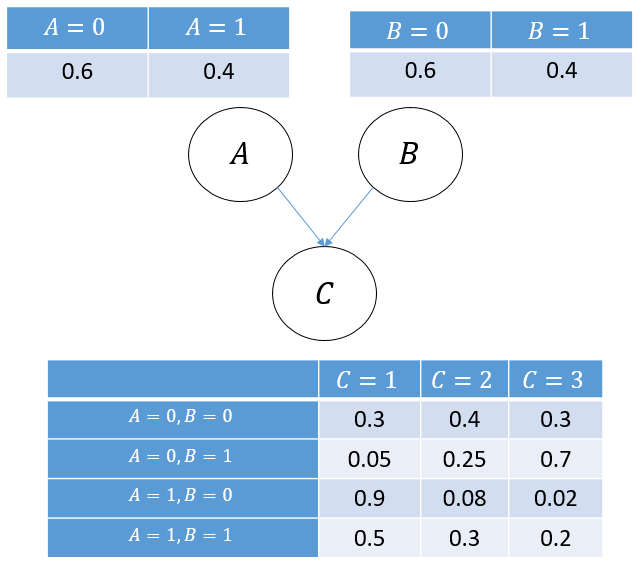 A = 0 A = 1
0.6 0.4
B = 0 B = 1
0.6 0.4
A B
C
C = 1 C = 2 C = 3
A = 0, B = 0 0.3 0.4 0.3
A = 0, B = 1 0.05 0.25 0.7
A = 1, B = 0 0.9 0.08 0.02
A = 1, B = 1 0.5 0.3 0.2